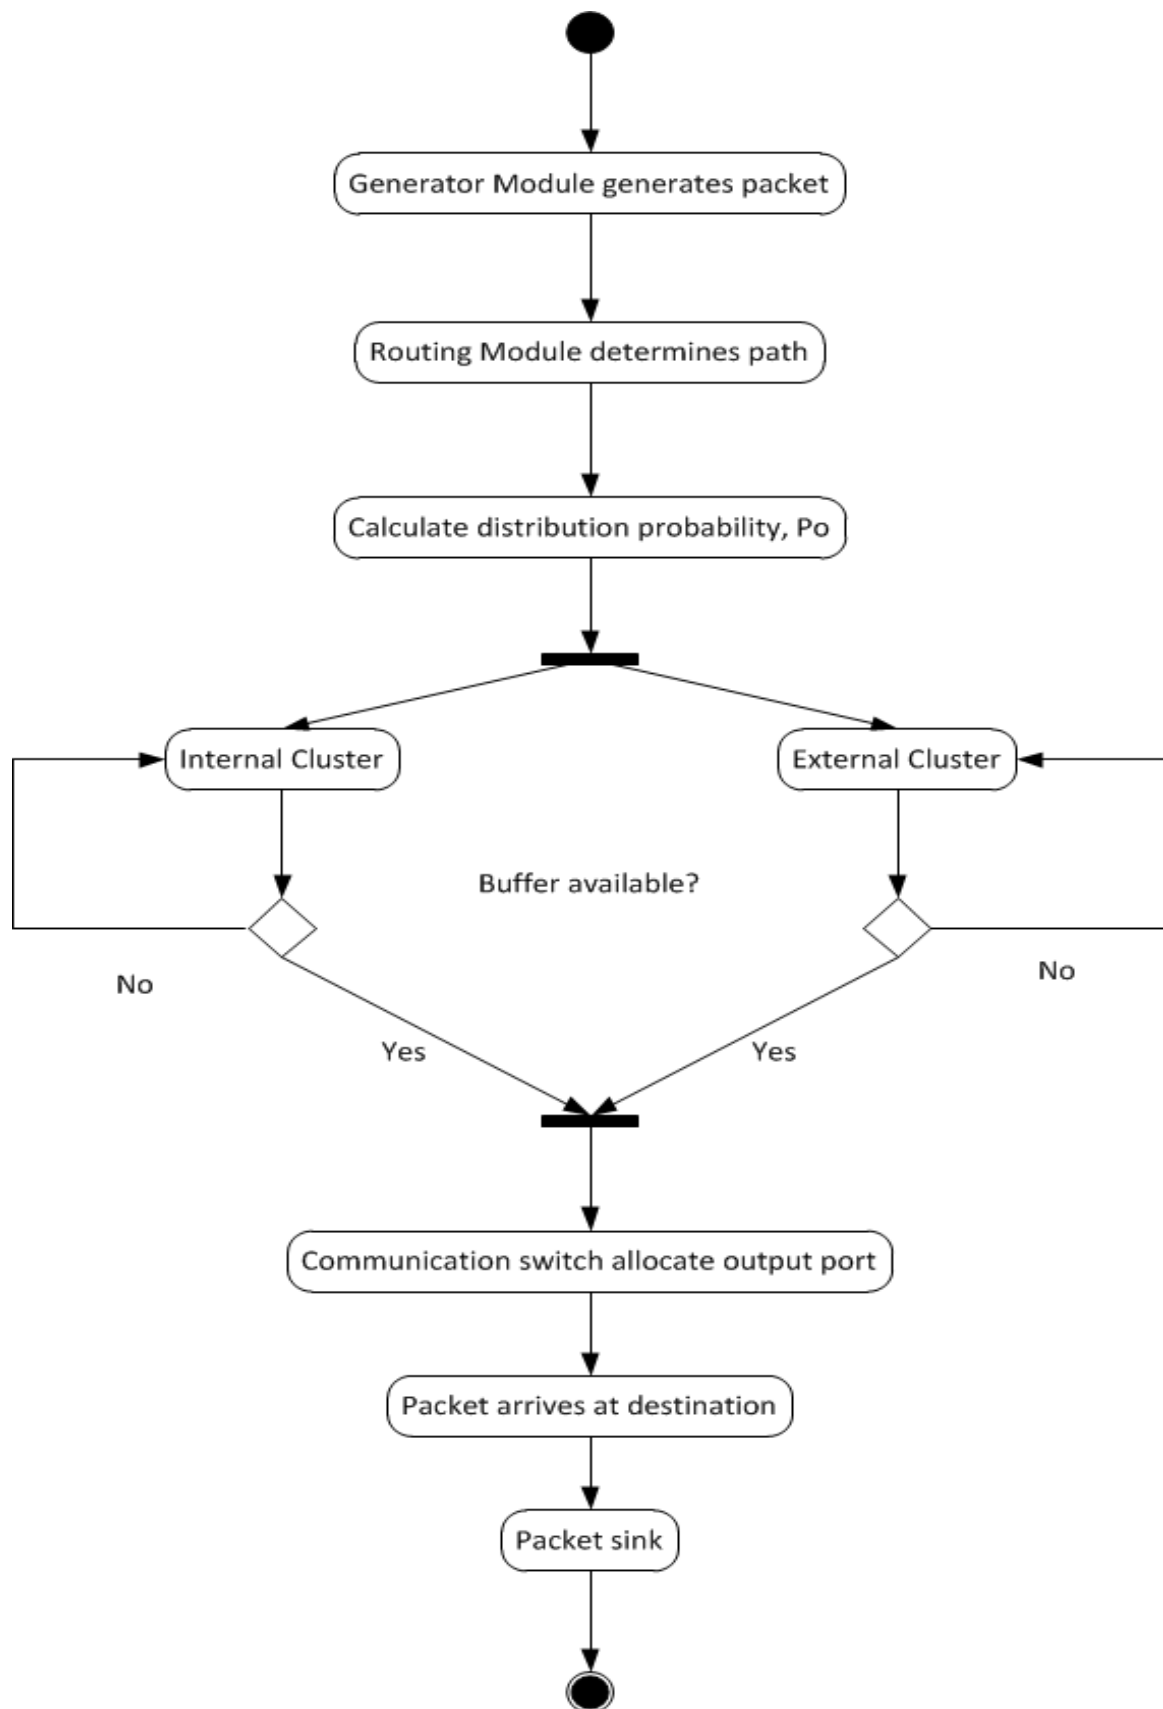 Generator Module generates packet
Routing Module determines path
Calculate distribution probability, Po
Internal Cluster
External Cluster
Buffer available?
No
No
Yes
Yes
Communication switch allocate output port
Packet arrives at destination
Packet sink